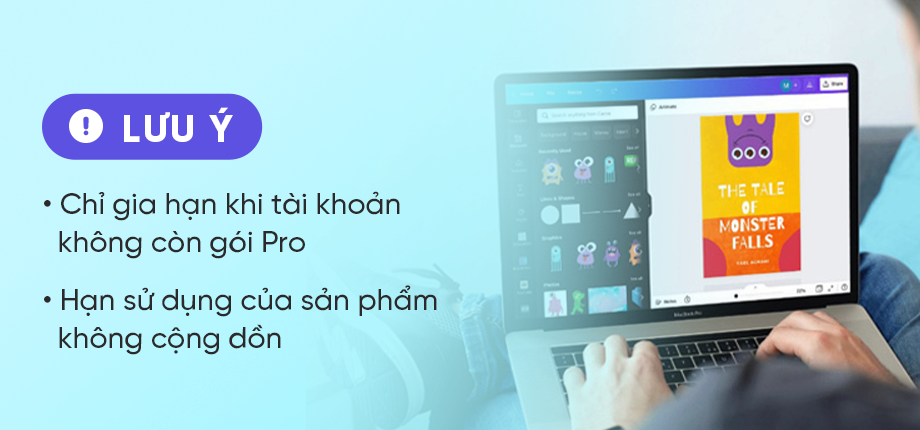 LƯU Ý
• Chỉ gia hạn khi tài khoản
không còn gói Pro
• Hạn sử dụng của sản phẩm
không cộng dồn
Share
Animate
THE TALE
OF
MONSTER
FALLS
Notes
MacBook Pro